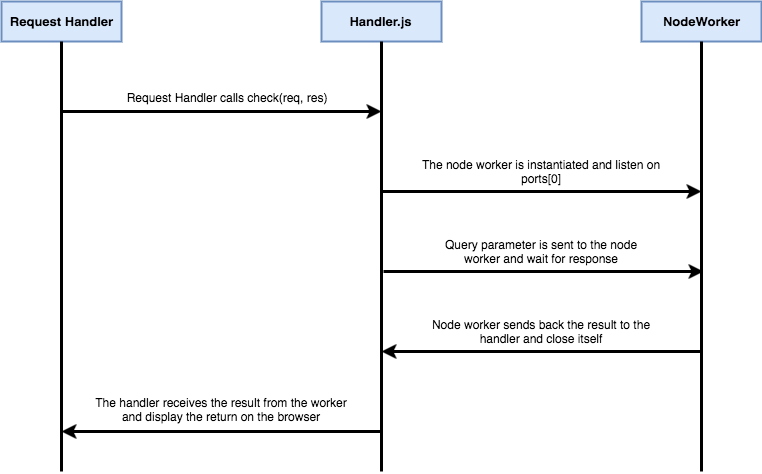 Request Handler
Handler.js
NodeWorker
Request Handler calls check(req, res)
The node worker is instantiated and listen on
ports[0]
Query parameter is sent to the node
worker and wait for response
Node worker sends back the result to the
handler and close itself
The handler receives the result from the worker
and display the return on the browser